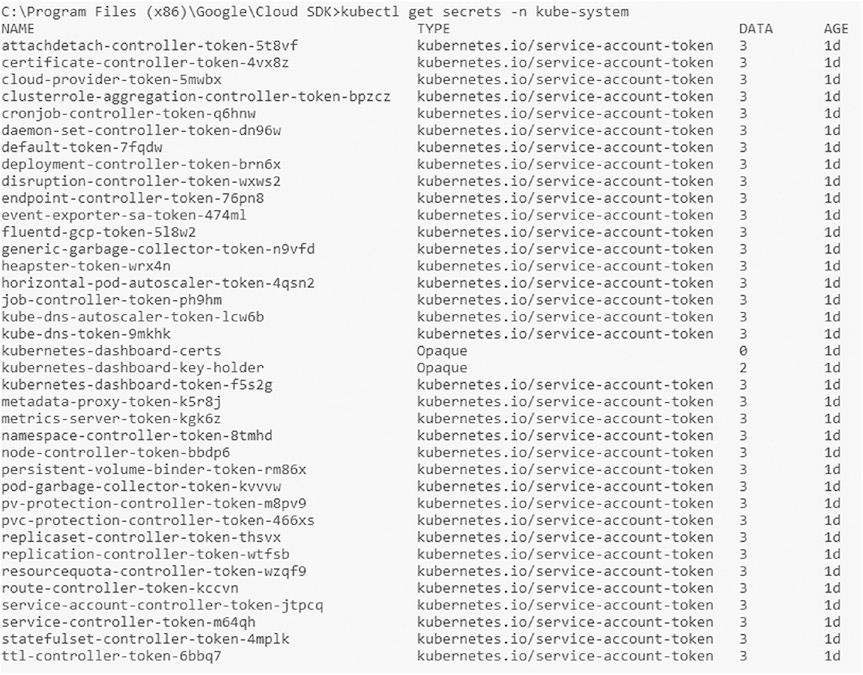 C:\Program Files (x86)\Google\Cloud SDK>kubectl get secrets -n kube-system
NAME TYPE DATA AGE
attachdetach-controller-token-5t8vf kubernetes.io/service-account-token 3 1d
certificate-controller-token-4vx8z kubernetes.io/service-account-token 3 1d
cloud-provider-token-5mwbx kubernetes.io/service-account-token 3 1d
clusterrole-aggregation-controller-token-bpzcz kubernetes.io/service-account-token 3 1d
cronjob-controller-token-q6hnw kubernetes.io/service-account-token 3 1d
daemon-set-controller-token-dn96w kubernetes.io/service-account-token 3 1d
default-token-7fqdw kubernetes.io/service-account-token 3 1d
deployment-controller-token-brn6x kubernetes.io/service-account-token 3 1d
disruption-controller-token-wxws2 kubernetes.io/service-account-token 3 1d
endpoint-controller-token-76pn8 kubernetes.io/service-account-token 3 1d
event-exporter-sa-token-474ml kubernetes.io/service-account-token 3 1d
fluentd-gcp-token-5l8w2 kubernetes.io/service-account-token 3 1d
generic-garbage-collector-token-n9vfd kubernetes.io/service-account-token 3 1d
heapster-token-wrx4n kubernetes.io/service-account-token 3 1d
horizontal-pod-autoscaler-token-4qsn2 kubernetes.io/service-account-token 3 1d
job-controller-token-ph9hm kubernetes.io/service-account-token 3 1d
kube-dns-autoscaler-token-lcw6b kubernetes.io/service-account-token 3 1d
kube-dns-token-9mkhk kubernetes.io/service-account-token 3 1d
kubernetes-dashboard-certs Opaque 0 1d
kubernetes-dashboard-key-holder Opaque 2 1d
kubernetes-dashboard-token-f5s2g kubernetes.io/service-account-token 3 1d
metadata-proxy-token-k5r8j kubernetes.io/service-account-token 3 1d
metrics-server-token-kgk6z kubernetes.io/service-account-token 3 1d
namespace-controller-token-8tmhd kubernetes.io/service-account-token 3 1d
node-controller-token-bbdp6 kubernetes.io/service-account-token 3 1d
persistent-volume-binder-token-rm86x kubernetes.io/service-account-token 3 1d
pod-garbage-collector-token-kvvvw kubernetes.io/service-account-token 3 1d
pv-protection-controller-token-m8pv9 kubernetes.io/service-account-token 3 1d
pvc-protection-controller-token-466xs kubernetes.io/service-account-token 3 1d
replicaset-controller-token-thsvx kubernetes.io/service-account-token 3 1d
replication-controller-token-wtfsb kubernetes.io/service-account-token 3 1d
resourcequota-controller-token-wzqf9 kubernetes.io/service-account-token 3 1d
route-controller-token-kccvn kubernetes.io/service-account-token 3 1d
service-account-controller-token-jtpcq kubernetes.io/service-account-token 3 1d
service-controller-token-m64qh kubernetes.io/service-account-token 3 1d
statefulset-controller-token-4mplk kubernetes.io/service-account-token 3 1d
ttl-controller-token-6bbq7 kubernetes.io/service-account-token 3 1d